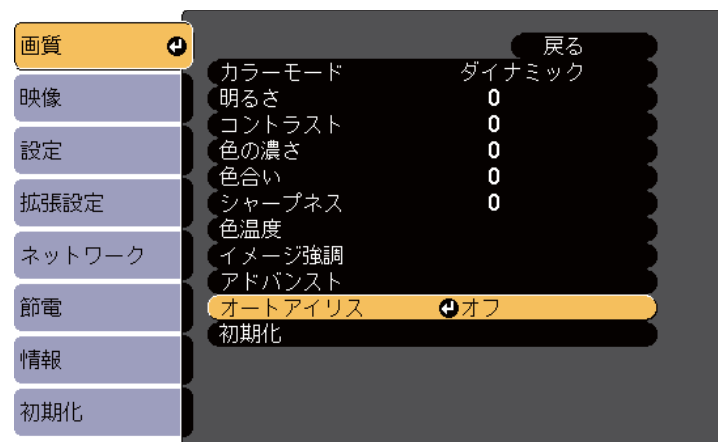 画質
映像
設定
拡張設定
ネットワーク
節電
情報
初期化
戻る
カラーモード ダイナミック
明るさ 0
コントラスト 0
色の濃さ 0
色合い 0
シャープネス 0
色温度
イメージ強調
アドバンスト
オートアイリス オフ
初期化